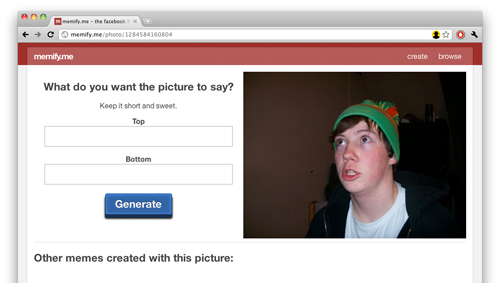 memify.me – the facebook
memify.me/photo/1284584160804
memify.me
create
browse
What do you want the picture to say?
Keep it short and sweet.
Top
Bottom
Generate
Other memes created with this picture: